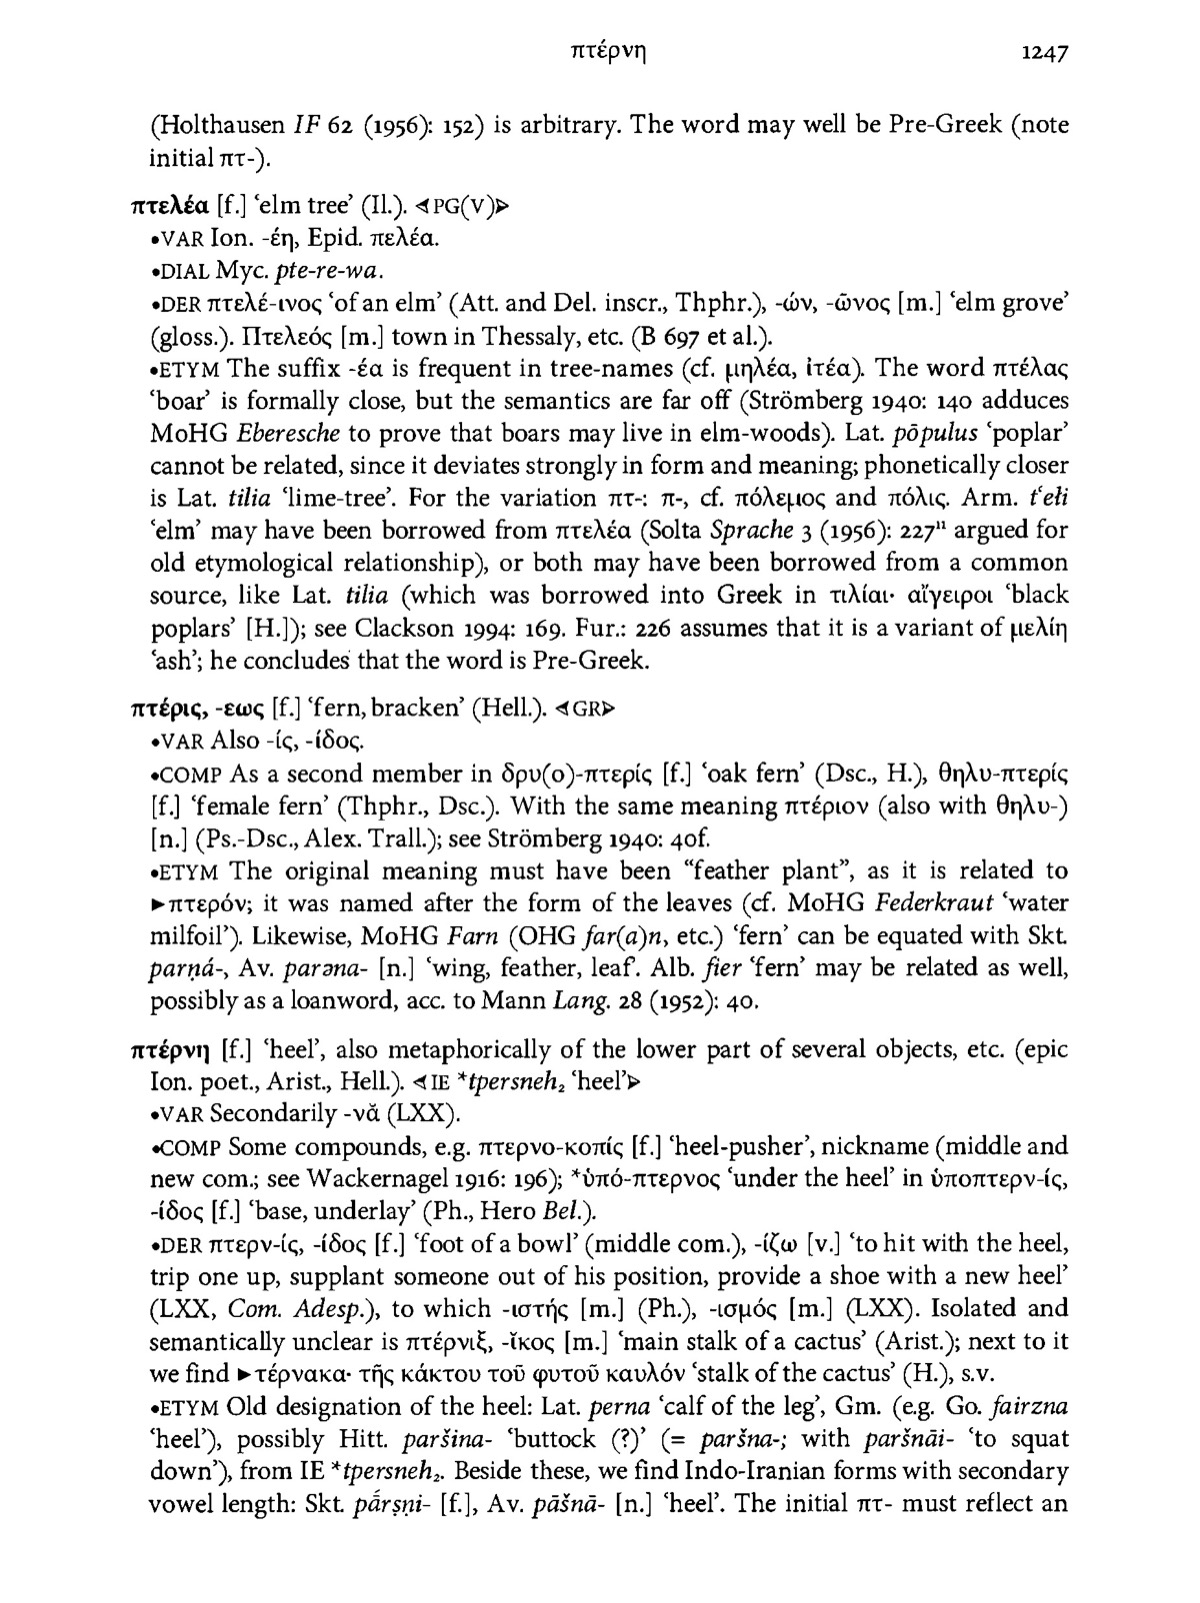 πτέρνη 1247
(Holthausen IF 62 (1956): 152) is arbitrary. The word may well be Pre-Greek (note
initial πτ-).
πτελέα [f.] ‘elm tree’ (Il.). ⊲PG(V)⊳
•VAR Ion. -έη, Epid. πελέα.
•DIAL Myc. pte-re-wa.
•DER πτελέ-ινος ‘of an elm’ (Att. and Del. inscr., Thphr.), -ών, -ῶνος [m.] ‘elm grove’
(gloss.). Πτελεός [m.] town in Thessaly, etc. (B 697 et al.).
•ETYM The suffix -έα is frequent in tree-names (cf. μηλέα, ἰτέα). The word πτέλας
‘boar’ is formally close, but the semantics are far off (Strömberg 1940: 140 adduces
MoHG Eberesche to prove that boars may live in elm-woods). Lat. pōpulus ‘poplar’
cannot be related, since it deviates strongly in form and meaning; phonetically closer
is Lat. tilia ‘lime-tree’. For the variation πτ-: π-, cf. πόλεμος and πόλις. Arm. tʿełi
‘elm’ may have been borrowed from πτελέα (Solta Sprache 3 (1956): 227¹¹ argued for
old etymological relationship), or both may have been borrowed from a common
source, like Lat. tilia (which was borrowed into Greek in τιλίαι· αἴγειροι ‘black
poplars’ [H.]); see Clackson 1994: 169. Fur.: 226 assumes that it is a variant of μελίη
‘ash’; he concludes that the word is Pre-Greek.
πτέρις, -εως [f.] ‘fern, bracken’ (Hell.). ⊲GR⊳
•VAR Also -ίς, -ίδος.
•COMP As a second member in δρυ(ο)-πτερίς [f.] ‘oak fern’ (Dsc., H.), θηλυ-πτερίς
[f.] ‘female fern’ (Thphr., Dsc.). With the same meaning πτέριον (also with θηλυ-)
[n.] (Ps.-Dsc., Alex. Trall.); see Strömberg 1940: 40f.
•ETYM The original meaning must have been “feather plant”, as it is related to
►πτερόν; it was named after the form of the leaves (cf. MoHG Federkraut ‘water
milfoil’). Likewise, MoHG Farn (OHG far(a)n, etc.) ‘fern’ can be equated with Skt.
parṇá-, Av. parəna- [n.] ‘wing, feather, leaf’. Alb. fier ‘fern’ may be related as well,
possibly as a loanword, acc. to Mann Lang. 28 (1952): 40.
πτέρνη [f.] ‘heel’, also metaphorically of the lower part of several objects, etc. (epic
Ion. poet., Arist., Hell.). ⊲IE *tpersneh₂ ‘heel’⊳
•VAR Secondarily -νᾰ (LXX).
•COMP Some compounds, e.g. πτερνο-κοπίς [f.] ‘heel-pusher’, nickname (middle and
new com.; see Wackernagel 1916: 196); *ὑπό-πτερνος ‘under the heel’ in ὑποπτερν-ίς,
-ίδος [f.] ‘base, underlay’ (Ph., Hero Bel.).
•DER πτερν-ίς, -ίδος [f.] ‘foot of a bowl’ (middle com.), -ίζω [v.] ‘to hit with the heel,
trip one up, supplant someone out of his position, provide a shoe with a new heel’
(LXX, Com. Adesp.), to which -ιστής [m.] (Ph.), -ισμός [m.] (LXX). Isolated and
semantically unclear is πτέρνιξ, -ῐκος [m.] ‘main stalk of a cactus’ (Arist.); next to it
we find ►τέρνακα· τῆς κάκτου τοῦ φυτοῦ καυλόν ‘stalk of the cactus’ (H.), s.v.
•ETYM Old designation of the heel: Lat. perna ‘calf of the leg’, Gm. (e.g. Go. fairzna
‘heel’), possibly Hitt. paršina- ‘buttock (?)’ (= paršna-; with paršnāi- ‘to squat
down’), from IE *tpersneh₂. Beside these, we find Indo-Iranian forms with secondary
vowel length: Skt. pā́rṣṇi- [f.], Av. pāšnā- [n.] ‘heel’. The initial πτ- must reflect an